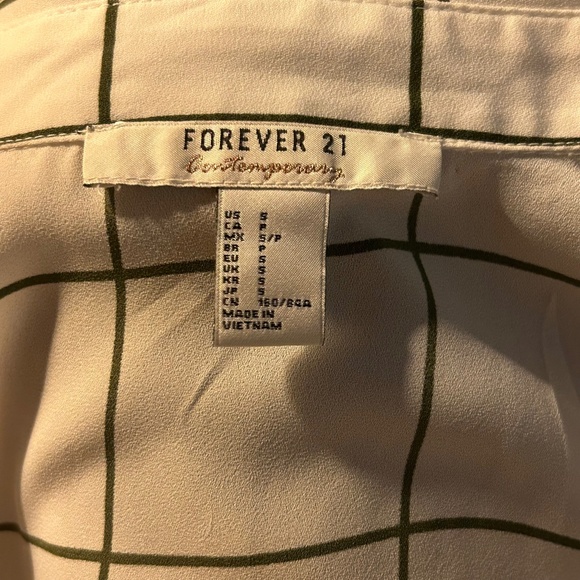 FOREVER 21
Contemporary
US S
CA P
MX S/P
BR P
EU S
UK S
KR S
JP S
CN 160/84A
MADE IN
VIETNAM